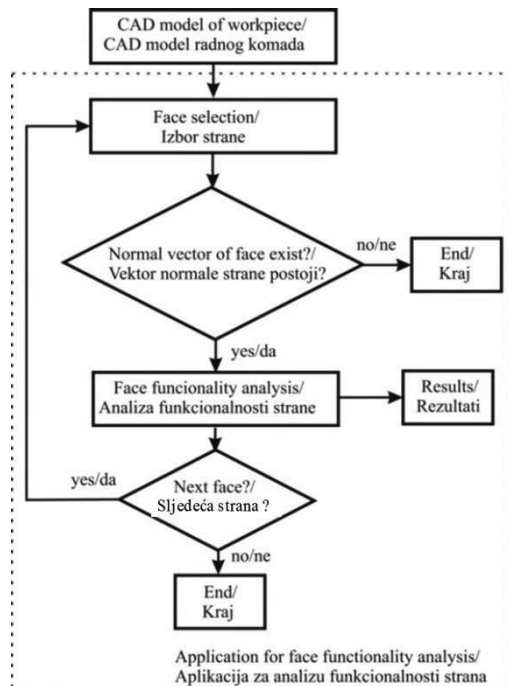 CAD model of workpiece/
CAD model radnog komada
Face selection/
Izbor strane
Normal vector of face exist?/
Vektor normale strane postoji?
no/ne
End/
Kraj
yes/da
Face funcionality analysis/
Analiza funkcionalnosti strane
Results/
Rezultati
yes/da
Next face?/
Sljedeća strana ?
no/ne
End/
Kraj
Application for face functionality analysis/
Aplikacija za analizu funkcionalnosti strana